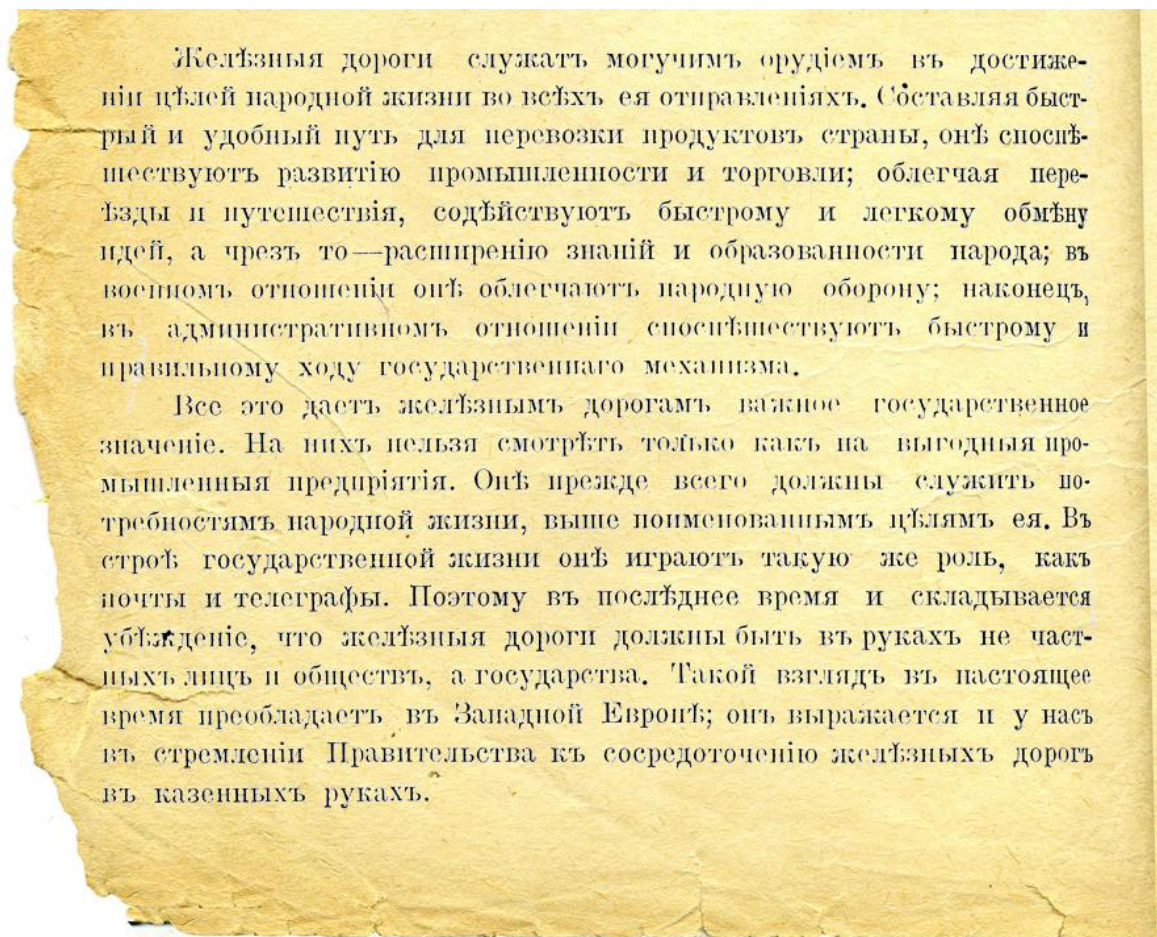 Желѣзныя дороги служатъ могучимъ орудіемъ въ достиже-
ніи цѣлей народной жизни во всѣхъ ея отправленіяхъ. Составляя быст-
рый и удобный путь для перевозки продуктовъ страны, онѣ споспѣ-
шествуютъ развитію промышленности и торговли; облегчая пере-
ѣзды и путешествія, содѣйствуютъ быстрому и легкому обмѣну
идей, а чрезъ то—расширенію знаній и образованности народа; въ
военномъ отношеніи онѣ облегчаютъ народную оборону; наконецъ,
въ административномъ отношеніи споспѣшествуютъ быстрому и
правильному ходу государственнаго механизма.
Все это даетъ желѣзнымъ дорогамъ важное государственное
значеніе. На нихъ нельзя смотрѣть только какъ на выгодныя про-
мышленныя предпріятія. Онѣ прежде всего должны служить по-
требностямъ народной жизни, выше поименованнымъ цѣлямъ ея. Въ
строѣ государственной жизни онѣ играютъ такую же роль, какъ
почты и телеграфы. Поэтому въ послѣднее время и складывается
убѣжденіе, что желѣзныя дороги должны быть въ рукахъ не част-
ныхъ лицъ и обществъ, а государства. Такой взглядъ въ настоящее
время преобладаетъ въ Западной Европѣ; онъ выражается и у насъ
въ стремленіи Правительства къ сосредоточенію желѣзныхъ дорогъ
въ казенныхъ рукахъ.